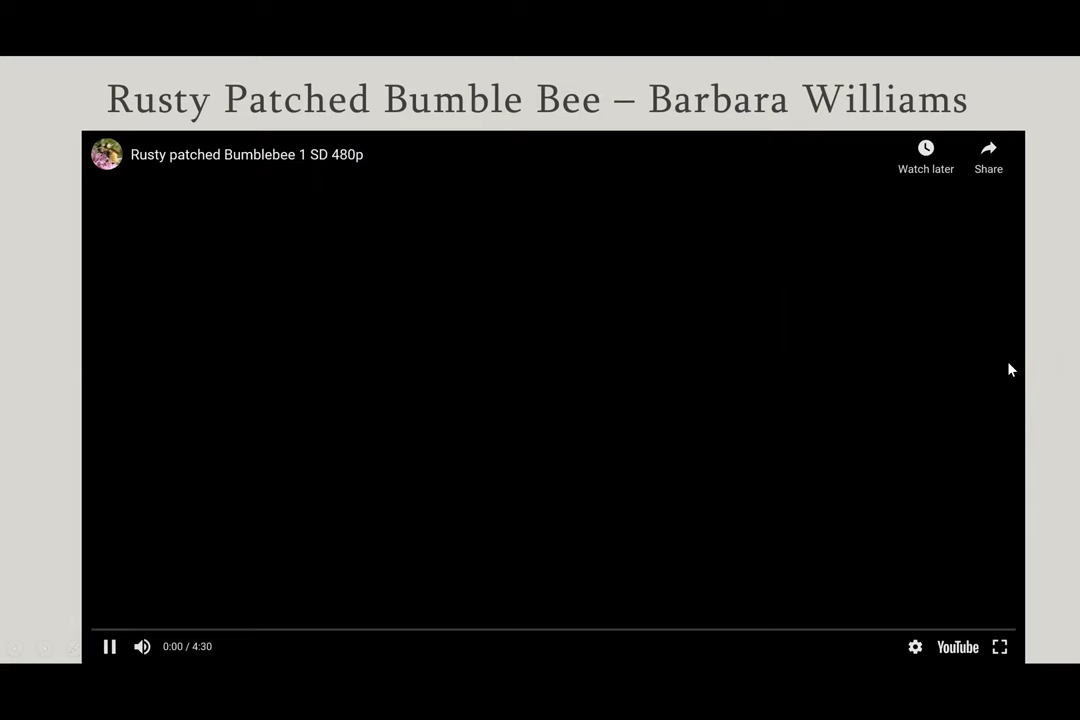 Rusty Patched Bumble Bee – Barbara Williams
Rusty patched Bumblebee 1 SD 480p
Watch later
Share
0:00 / 4:30
YouTube